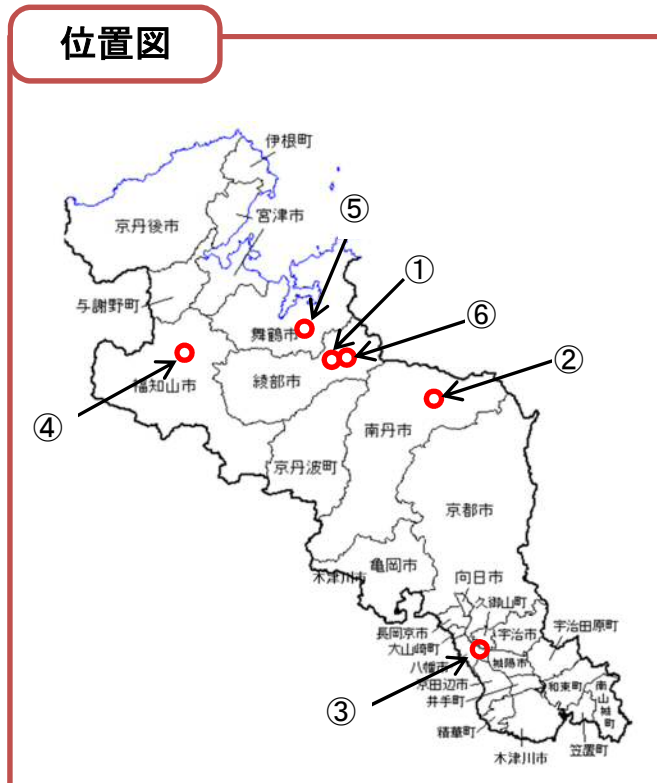 位置図
伊根町
宮津市
京丹後市
⑤
①
与謝野町
⑥
舞鶴市
②
綾部市
福知山市
④
南丹市
京丹波町
京都市
亀岡市
木津川市
向日市
久御山町
長岡京市
宇治市
宇治田原町
大山崎町
八幡市
城陽市
京田辺市
和束町
南山城町
井手町
③
精華町
笠置町
木津川市